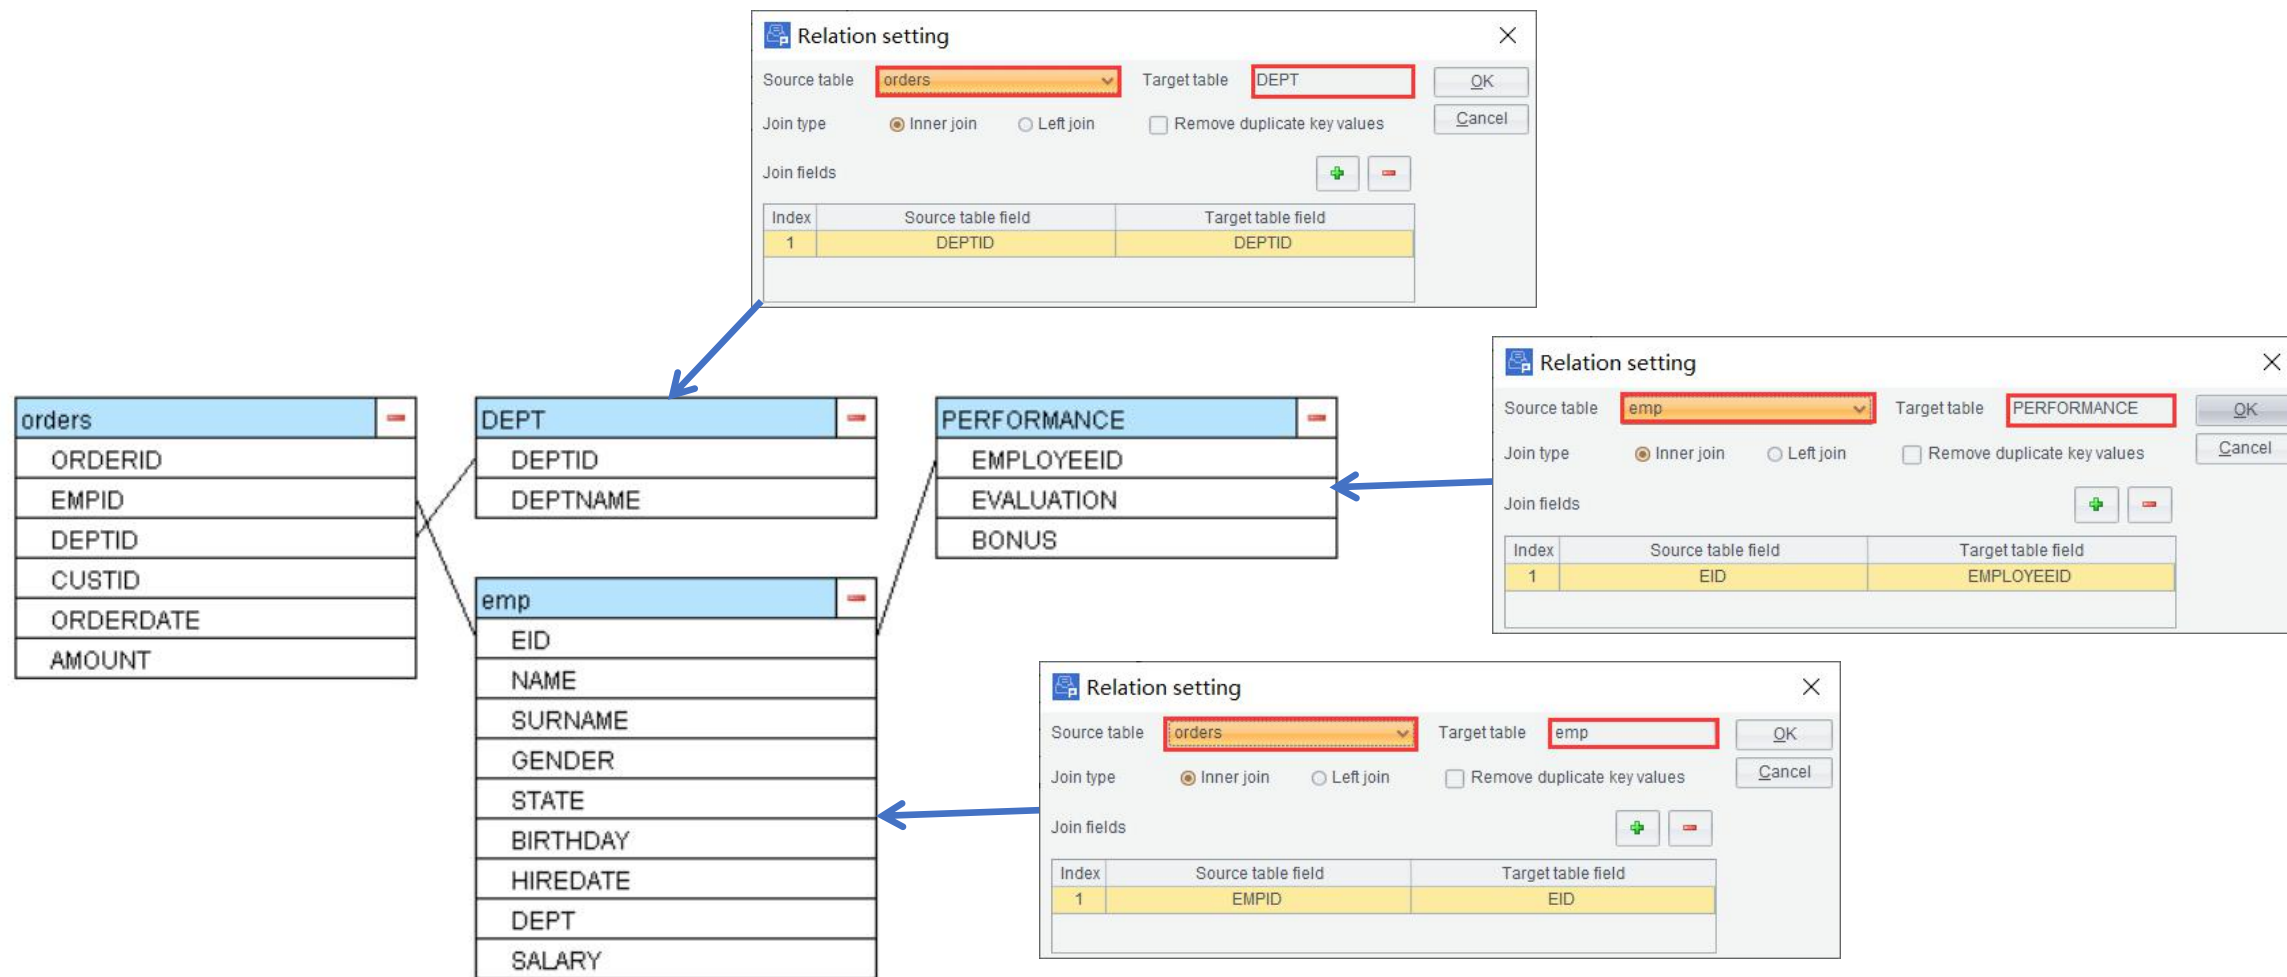 Relation setting
Source table orders Target table DEPT OK
Join type Inner join Left join Remove duplicate key values Cancel
Join fields
Index Source table field Target table field
1 DEPTID DEPTID
orders
ORDERID
EMPID
DEPTID
CUSTID
ORDERDATE
AMOUNT
DEPT
DEPTID
DEPTNAME
PERFORMANCE
EMPLOYEEID
EVALUATION
BONUS
emp
EID
NAME
SURNAME
GENDER
STATE
BIRTHDAY
HIREDATE
DEPT
SALARY
Relation setting
Source table emp Target table PERFORMANCE OK
Join type Inner join Left join Remove duplicate key values Cancel
Join fields
Index Source table field Target table field
1 EID EMPLOYEEID
Relation setting
Source table orders Target table emp OK
Join type Inner join Left join Remove duplicate key values Cancel
Join fields
Index Source table field Target table field
1 EMPID EID